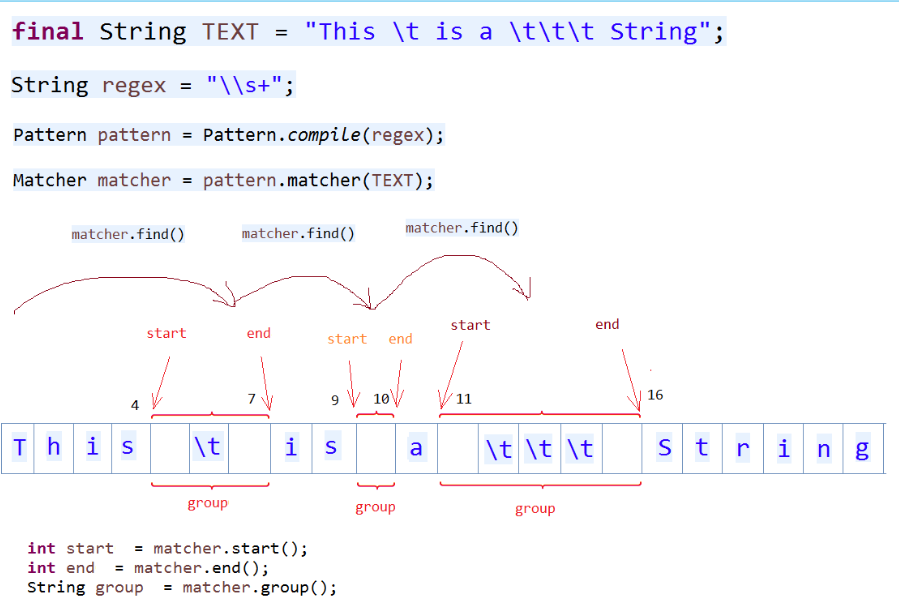 final String TEXT = "This \t is a \t\t\t String";
String regex = "\\s+";
Pattern pattern = Pattern.compile(regex);
Matcher matcher = pattern.matcher(TEXT);
matcher.find() matcher.find() matcher.find()
start end start end start end
4 7 9 10 11 16
T h i s \t i s a \t \t \t S t r i n g
group group group
int start = matcher.start();
int end = matcher.end();
String group = matcher.group();